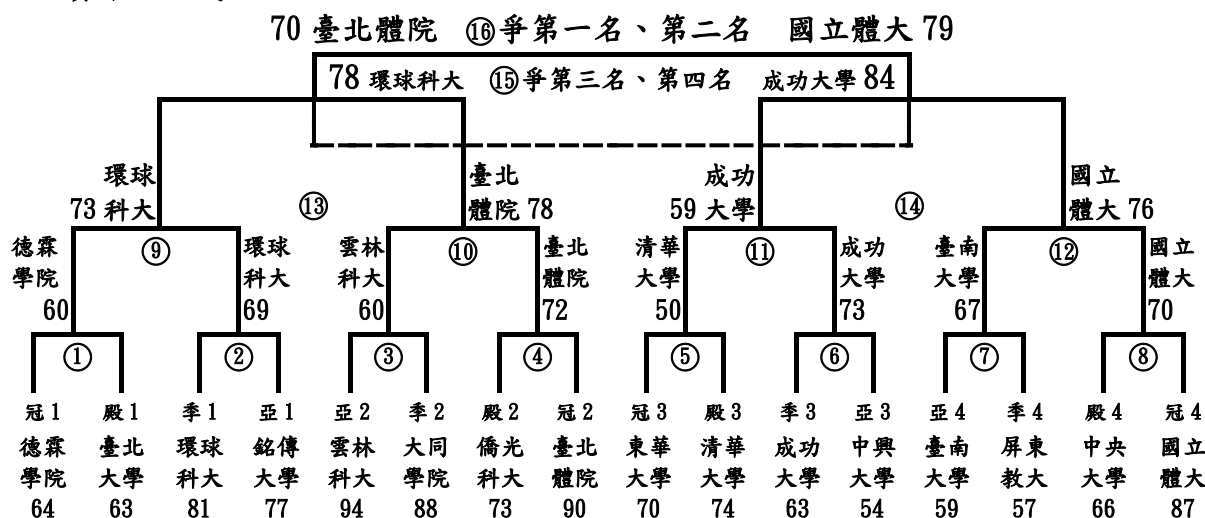 70 臺北體院 ⑯爭第一名、第二名 國立體大 79
78 環球科大 ⑮爭第三名、第四名 成功大學 84
環球 臺北 成功 國立
73 科大 ⑬ 體院 78 59 大學 ⑭ 體大 76
德霖 ⑨ 環球 雲林 ⑩ 臺北 清華 ⑪ 成功 臺南 ⑫ 國立
學院 科大 科大 體院 大學 大學 大學 體大
60 69 60 72 50 73 67 70
① ② ③ ④ ⑤ ⑥ ⑦ ⑧
冠 1 殿 1 季 1 亞 1 亞 2 季 2 殿 2 冠 2 冠 3 殿 3 季 3 亞 3 亞 4 季 4 殿 4 冠 4
德霖 臺北 環球 銘傳 雲林 大同 僑光 臺北 東華 清華 成功 中興 臺南 屏東 中央 國立
學院 大學 科大 大學 科大 學院 科大 體院 大學 大學 大學 大學 大學 教大 大學 體大
64 63 81 77 94 88 73 90 70 74 63 54 59 57 66 87